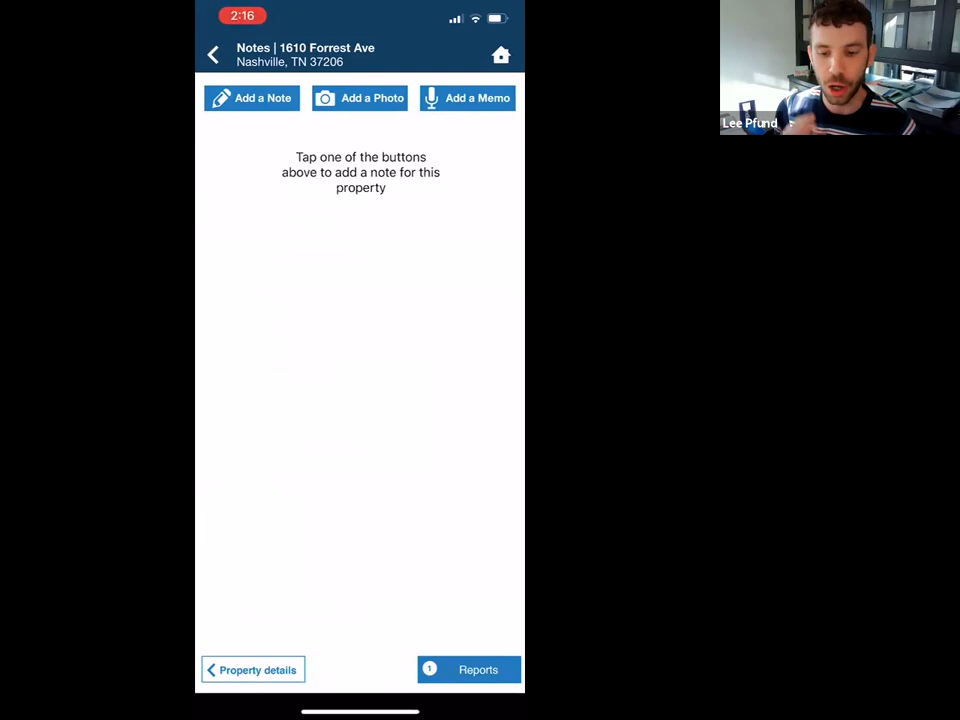 2:16
Notes | 1610 Forrest Ave
Nashville, TN 37206
Add a Note
Add a Photo
Add a Memo
Tap one of the buttons
above to add a note for this
property
Property details
1
Reports
Lee Pfund